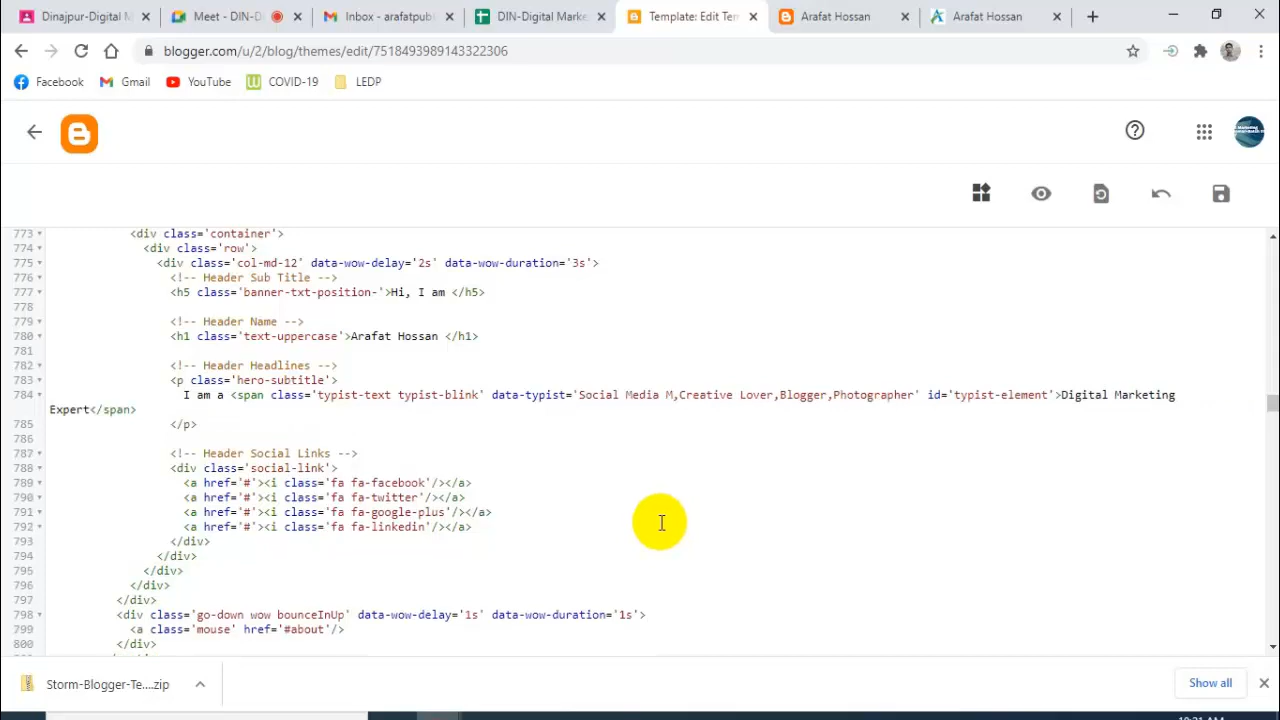 Dinajpur-Digital M
Meet - DIN-D
Inbox - arafatpubl
DIN-Digital Marke
Template: Edit Tem
Arafat Hossan
Arafat Hossan
blogger.com/u/2/blog/themes/edit/7518493989143322306
Facebook
Gmail
YouTube
COVID-19
LEDP
773 <div class='container'>
774 <div class='row'>
775 <div class='col-md-12' data-wow-delay='2s' data-wow-duration='3s'>
776 <!-- Header Sub Title -->
777 <h5 class='banner-txt-position-'>Hi, I am </h5>
778
779 <!-- Header Name -->
780 <h1 class='text-uppercase'>Arafat Hossan </h1>
781
782 <!-- Header Headlines -->
783 <p class='hero-subtitle'>
784 I am a <span class='typist-text typist-blink' data-typist='Social Media M,Creative Lover,Blogger,Photographer' id='typist-element'>Digital Marketing
Expert</span>
785 </p>
786
787 <!-- Header Social Links -->
788 <div class='social-link'>
789 <a href='#'><i class='fa fa-facebook'/></a>
790 <a href='#'><i class='fa fa-twitter'/></a>
791 <a href='#'><i class='fa fa-google-plus'/></a>
792 <a href='#'><i class='fa fa-linkedin'/></a>
793 </div>
794 </div>
795 </div>
796 </div>
797 </div>
798 <div class='go-down wow bounceInUp' data-wow-delay='1s' data-wow-duration='1s'>
799 <a class='mouse' href='#about'/>
800 </div>
Storm-Blogger-Te....zip
Show all